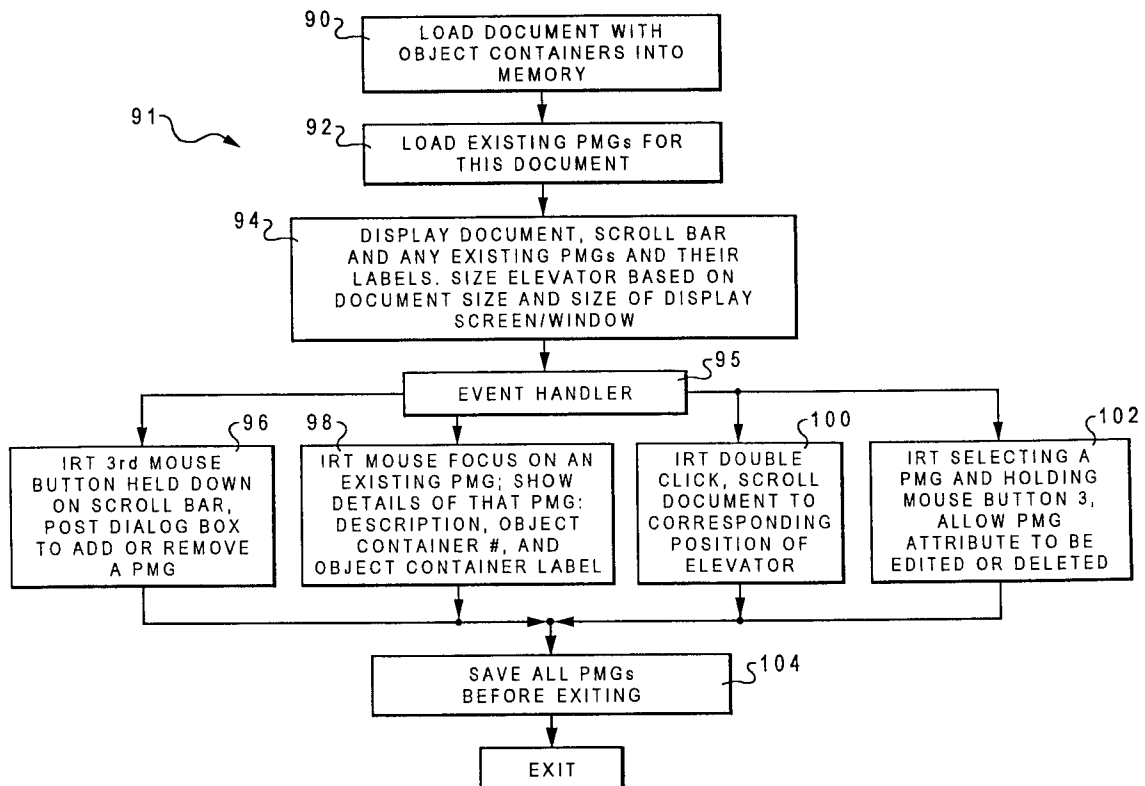 90
LOAD DOCUMENT WITH
OBJECT CONTAINERS INTO
MEMORY
91
92
LOAD EXISTING PMGs FOR
THIS DOCUMENT
94
DISPLAY DOCUMENT, SCROLL BAR
AND ANY EXISTING PMGs AND THEIR
LABELS. SIZE ELEVATOR BASED ON
DOCUMENT SIZE AND SIZE OF DISPLAY
SCREEN/WINDOW
95
EVENT HANDLER
96
IRT 3rd MOUSE
BUTTON HELD DOWN
ON SCROLL BAR,
POST DIALOG BOX
TO ADD OR REMOVE
A PMG
98
IRT MOUSE FOCUS ON AN
EXISTING PMG; SHOW
DETAILS OF THAT PMG:
DESCRIPTION, OBJECT
CONTAINER #, AND
OBJECT CONTAINER LABEL
100
IRT DOUBLE
CLICK, SCROLL
DOCUMENT TO
CORRESPONDING
POSITION OF
ELEVATOR
102
IRT SELECTING A
PMG AND HOLDING
MOUSE BUTTON 3,
ALLOW PMG
ATTRIBUTE TO BE
EDITED OR DELETED
104
SAVE ALL PMGs
BEFORE EXITING
EXIT